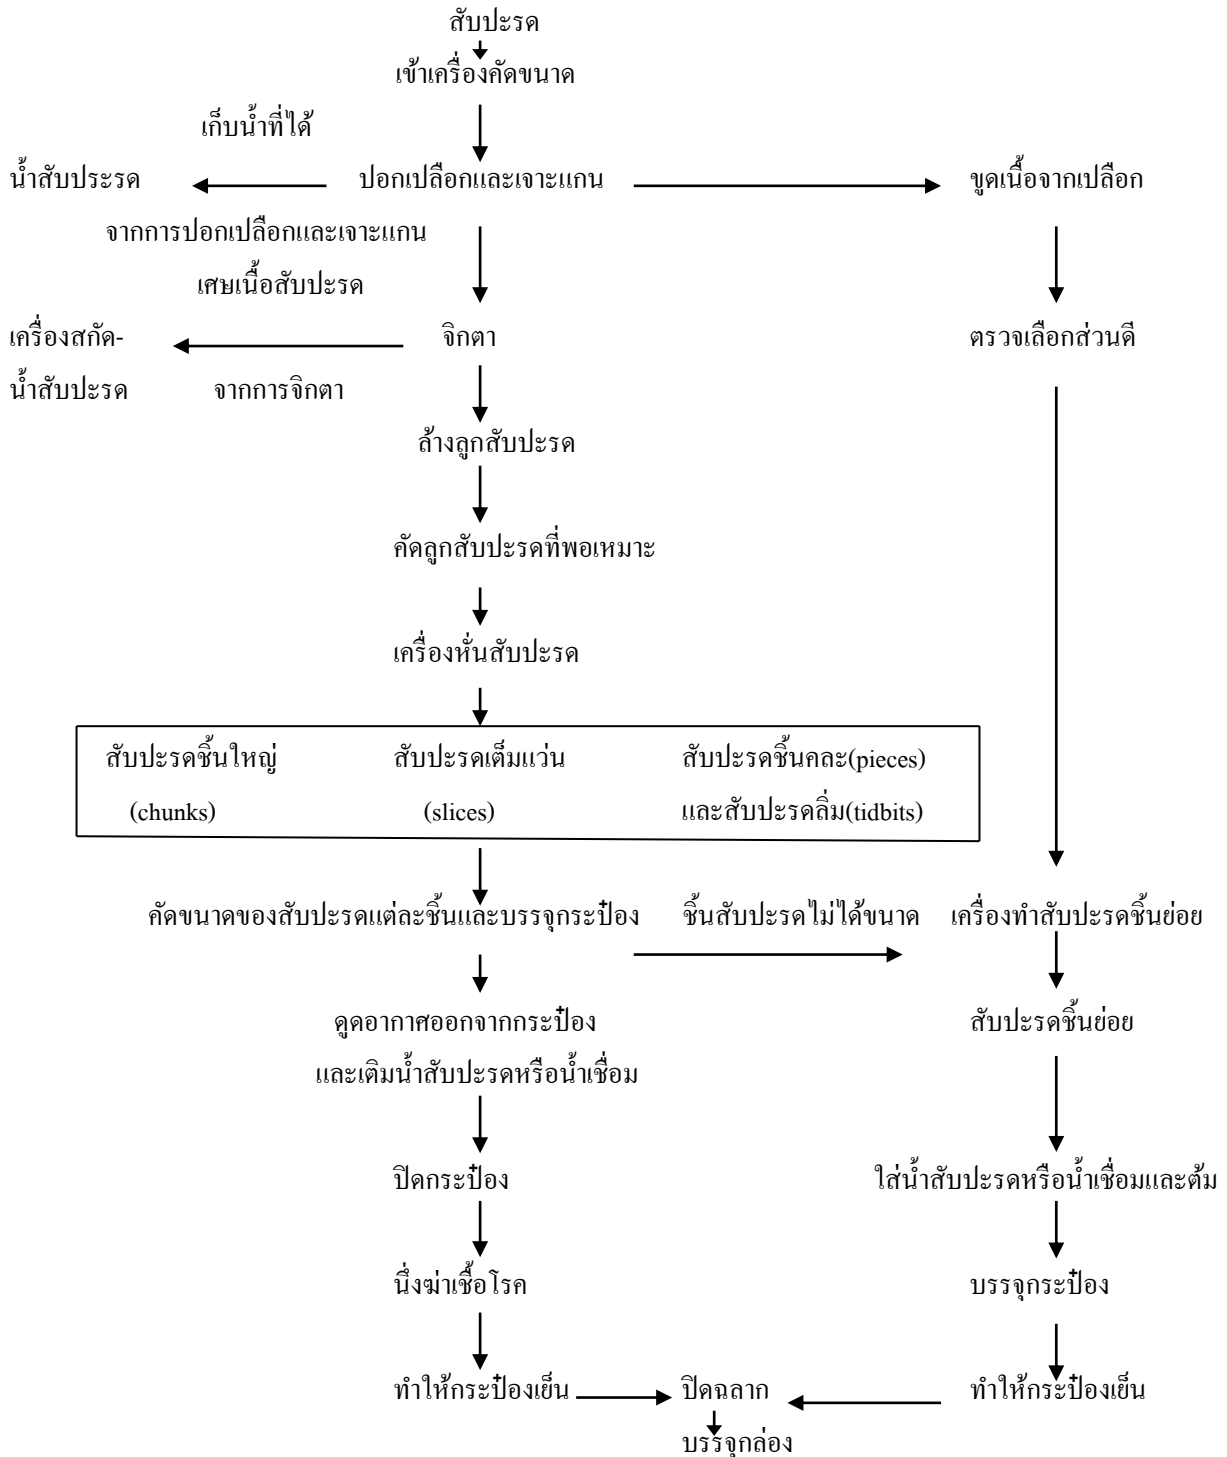 สับปะรด
เข้าเครื่องคัดขนาด
เก็บน้ำที่ได้
น้ำสับประรด ปอกเปลือกและเจาะแกน ขูดเนื้อจากเปลือก
จากการปอกเปลือกและเจาะแกน
เศษเนื้อสับปะรด
เครื่องสกัด- จิกตา ตรวจเลือกส่วนดี
น้ำสับปะรด จากการจิกตา
ล้างลูกสับปะรด
คัดลูกสับปะรดที่พอเหมาะ
เครื่องหั่นสับปะรด
สับปะรดชิ้นใหญ่ สับปะรดเต็มแว่น สับปะรดชิ้นคละ(pieces)
(chunks) (slices) และสับปะรดลิ่ม(tidbits)
คัดขนาดของสับปะรดแต่ละชิ้นและบรรจุกระป๋อง ชิ้นสับปะรดไม่ได้ขนาด เครื่องทำสับปะรดชิ้นย่อย
ดูดอากาศออกจากกระป๋อง สับปะรดชิ้นย่อย
และเติมน้ำสับปะรดหรือน้ำเชื่อม
ปิดกระป๋อง ใส่น้ำสับปะรดหรือน้ำเชื่อมและต้ม
นึ่งฆ่าเชื้อโรค บรรจุกระป๋อง
ทำให้กระป๋องเย็น ปิดฉลาก ทำให้กระป๋องเย็น
บรรจุกล่อง